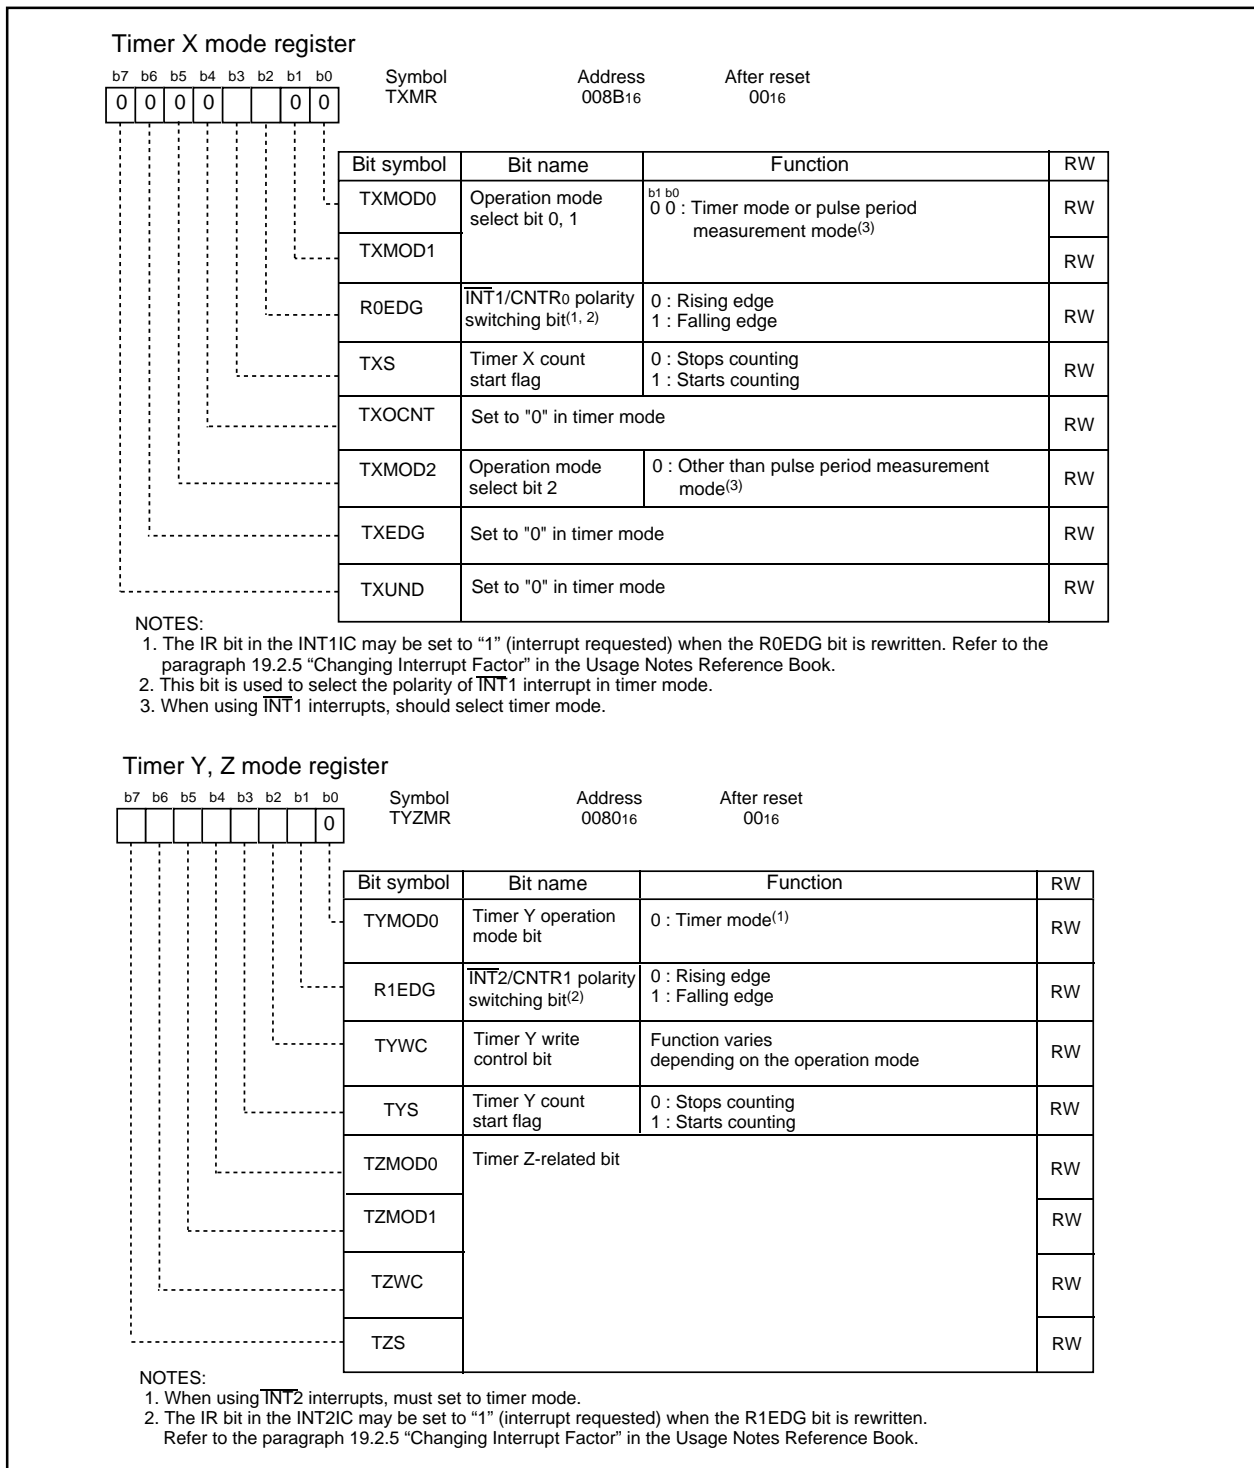 Timer X mode register
b7 b6 b5 b4 b3 b2 b1 b0
0 0 0 0 0 0
Symbol Address After reset
TXMR 008B16 0016
Bit symbol Bit name Function RW
TXMOD0 Operation mode select bit 0, 1 b1 b0
0 0 : Timer mode or pulse period measurement mode(3) RW
TXMOD1 RW
R0EDG INT1/CNTR0 polarity switching bit(1, 2) 0 : Rising edge
1 : Falling edge RW
TXS Timer X count start flag 0 : Stops counting
1 : Starts counting RW
TXOCNT Set to "0" in timer mode RW
TXMOD2 Operation mode select bit 2 0 : Other than pulse period measurement mode(3) RW
TXEDG Set to "0" in timer mode RW
TXUND Set to "0" in timer mode RW
NOTES:
1. The IR bit in the INT1IC may be set to “1” (interrupt requested) when the R0EDG bit is rewritten. Refer to the
paragraph 19.2.5 “Changing Interrupt Factor” in the Usage Notes Reference Book.
2. This bit is used to select the polarity of INT1 interrupt in timer mode.
3. When using INT1 interrupts, should select timer mode.
Timer Y, Z mode register
b7 b6 b5 b4 b3 b2 b1 b0
0
Symbol Address After reset
TYZMR 008016 0016
Bit symbol Bit name Function RW
TYMOD0 Timer Y operation mode bit 0 : Timer mode(1) RW
R1EDG INT2/CNTR1 polarity switching bit(2) 0 : Rising edge
1 : Falling edge RW
TYWC Timer Y write control bit Function varies
depending on the operation mode RW
TYS Timer Y count start flag 0 : Stops counting
1 : Starts counting RW
TZMOD0 Timer Z-related bit RW
TZMOD1 RW
TZWC RW
TZS RW
NOTES:
1. When using INT2 interrupts, must set to timer mode.
2. The IR bit in the INT2IC may be set to “1” (interrupt requested) when the R1EDG bit is rewritten.
Refer to the paragraph 19.2.5 “Changing Interrupt Factor” in the Usage Notes Reference Book.